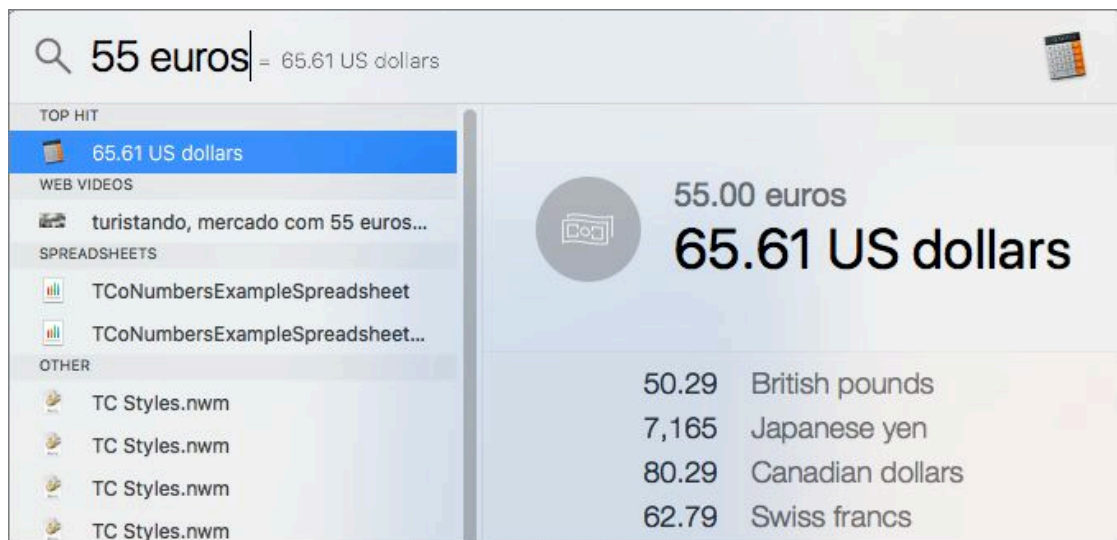 55 euros = 65.61 US dollars
TOP HIT
65.61 US dollars
WEB VIDEOS
turistando, mercado com 55 euros...
SPREADSHEETS
TCoNumbersExampleSpreadsheet
TCoNumbersExampleSpreadsheet...
OTHER
TC Styles.nwm
TC Styles.nwm
TC Styles.nwm
TC Styles.nwm
55.00 euros
65.61 US dollars
50.29 British pounds
7,165 Japanese yen
80.29 Canadian dollars
62.79 Swiss francs